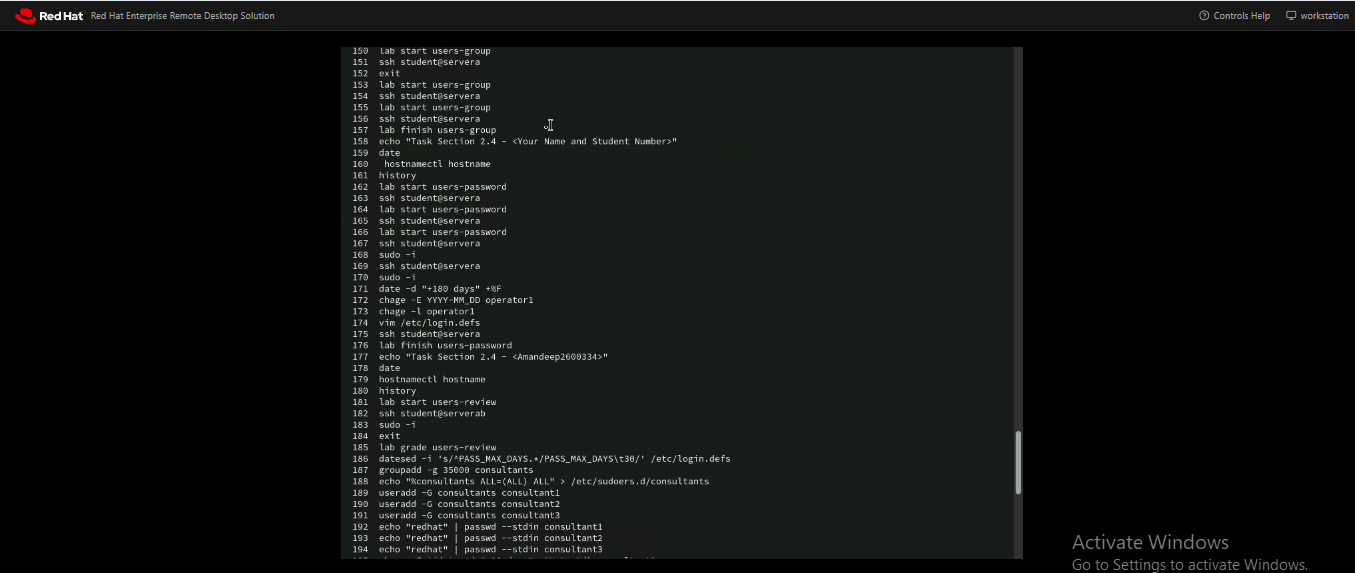 Red Hat Red Hat Enterprise Remote Desktop Solution Controls Help workstation
150 lab start users-group
151 ssh student@servera
152 exit
153 lab start users-group
154 ssh student@servera
155 lab start users-group
156 ssh student@servera
157 lab finish users-group
158 echo "Task Section 2.4 - <Your Name and Student Number>"
159 date
160 hostnamectl hostname
161 history
162 lab start users-password
163 ssh student@servera
164 lab start users-password
165 ssh student@servera
166 lab start users-password
167 ssh student@servera
168 sudo -i
169 ssh student@servera
170 sudo -i
171 date -d "+180 days" +%F
172 chage -E YYYY-MM_DD operator1
173 chage -l operator1
174 vim /etc/login.defs
175 ssh student@servera
176 lab finish users-password
177 echo "Task Section 2.4 - <Amandeep2600334>"
178 date
179 hostnamectl hostname
180 history
181 lab start users-review
182 ssh student@serverab
183 sudo -i
184 exit
185 lab grade users-review
186 datesed -i 's/^PASS_MAX_DAYS.*/PASS_MAX_DAYS\t30/' /etc/login.defs
187 groupadd -g 35000 consultants
188 echo "%consultants ALL=(ALL) ALL" > /etc/sudoers.d/consultants
189 useradd -G consultants consultant1
190 useradd -G consultants consultant2
191 useradd -G consultants consultant3
192 echo "redhat" | passwd --stdin consultant1
193 echo "redhat" | passwd --stdin consultant2
194 echo "redhat" | passwd --stdin consultant3
Activate Windows
Go to Settings to activate Windows.